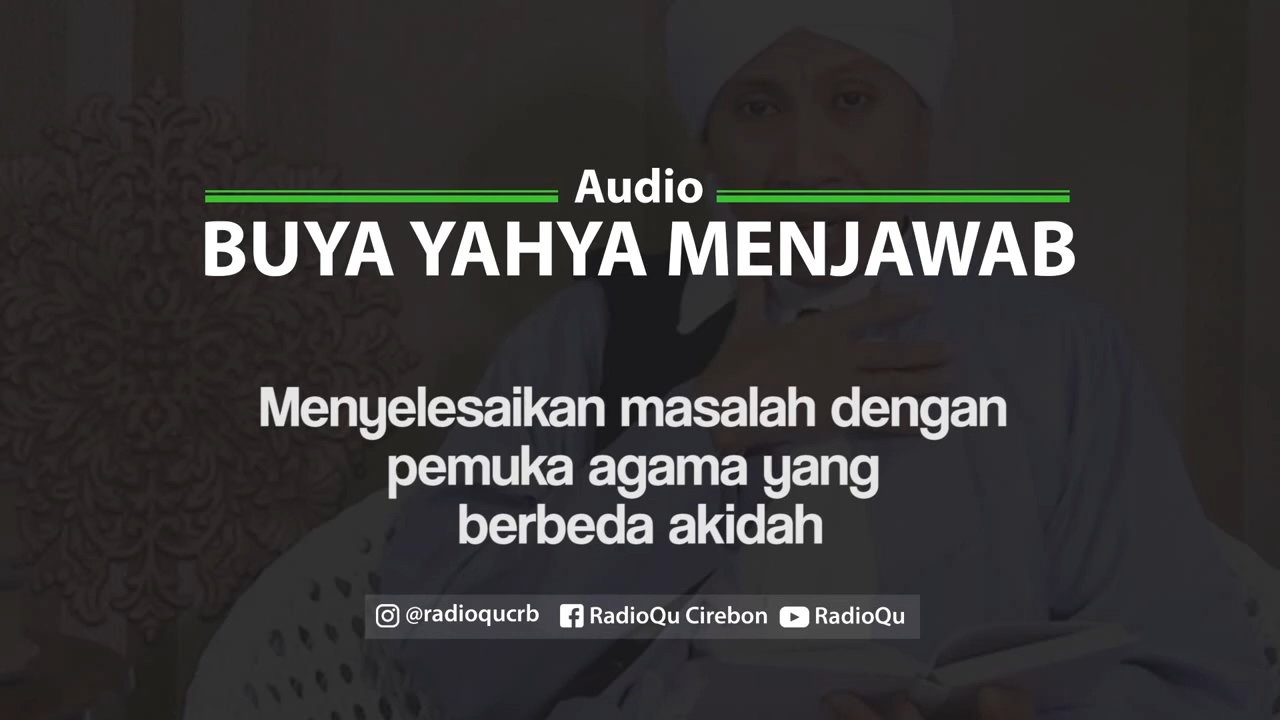 Audio
BUYA YAHYA MENJAWAB
Menyelesaikan masalah dengan
pemuka agama yang
berbeda akidah
@radioqucrb RadioQu Cirebon RadioQu